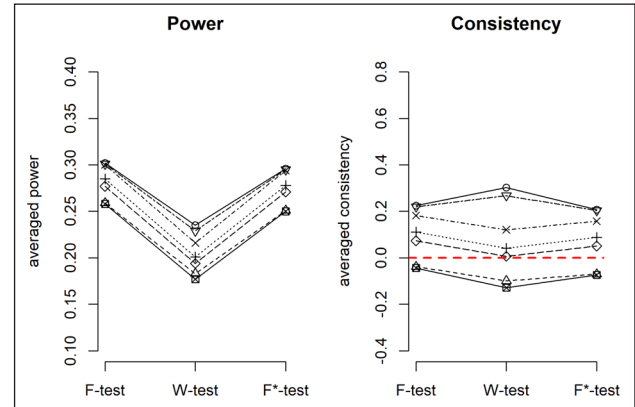 Power
averaged power
0.40
0.35
0.30
0.25
0.20
0.15
0.10
F-test W-test F*-test
Consistency
averaged consistency
0.8
0.6
0.4
0.2
0.0
-0.2
-0.4
F-test W-test F*-test